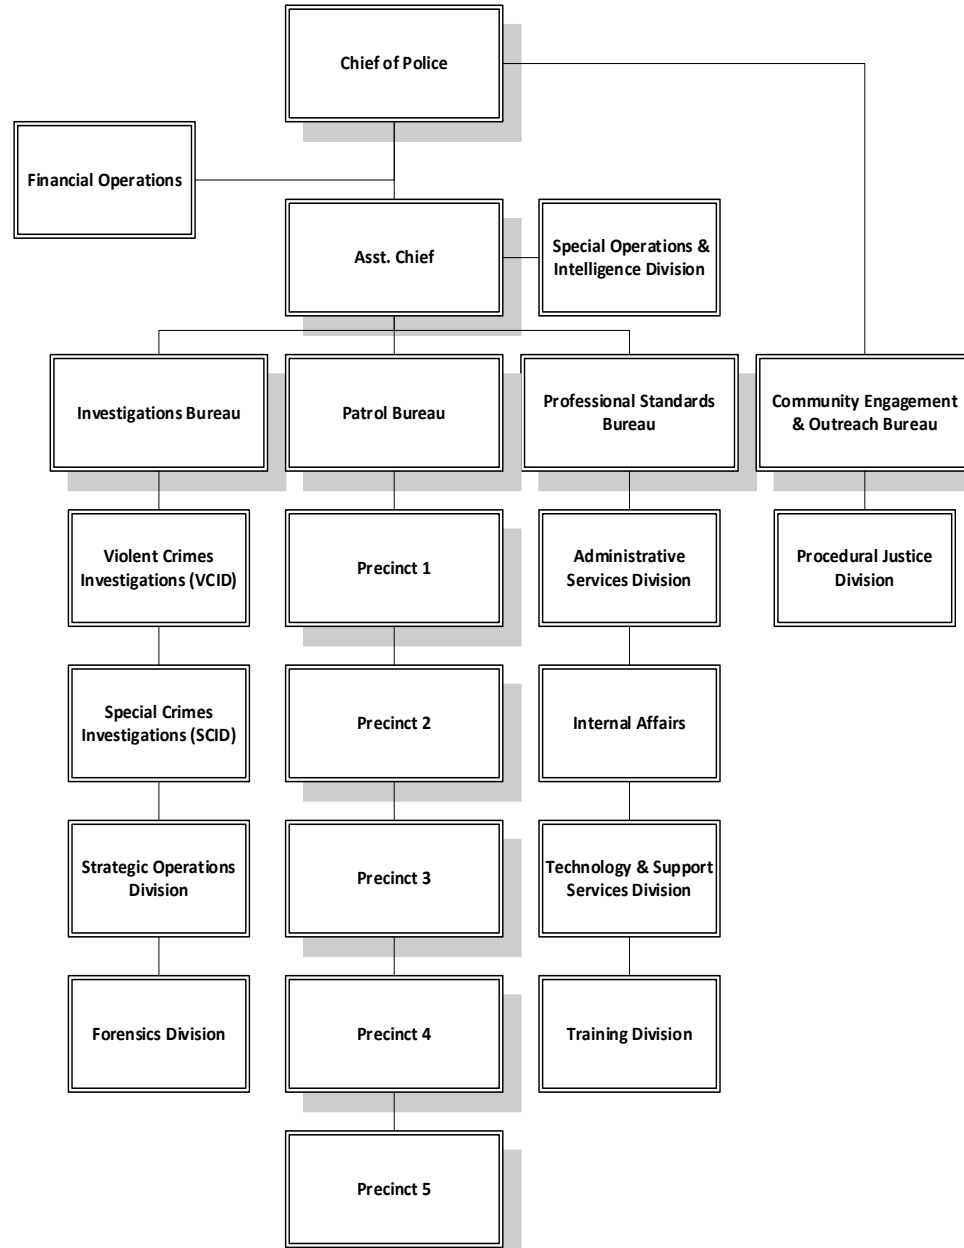 Chief of Police
Financial Operations
Asst. Chief
Special Operations &
Intelligence Division
Investigations Bureau
Patrol Bureau
Professional Standards
Bureau
Community Engagement
& Outreach Bureau
Violent Crimes
Investigations (VCID)
Precinct 1
Administrative
Services Division
Procedural Justice
Division
Special Crimes
Investigations (SCID)
Precinct 2
Internal Affairs
Strategic Operations
Division
Precinct 3
Technology & Support
Services Division
Forensics Division
Precinct 4
Training Division
Precinct 5